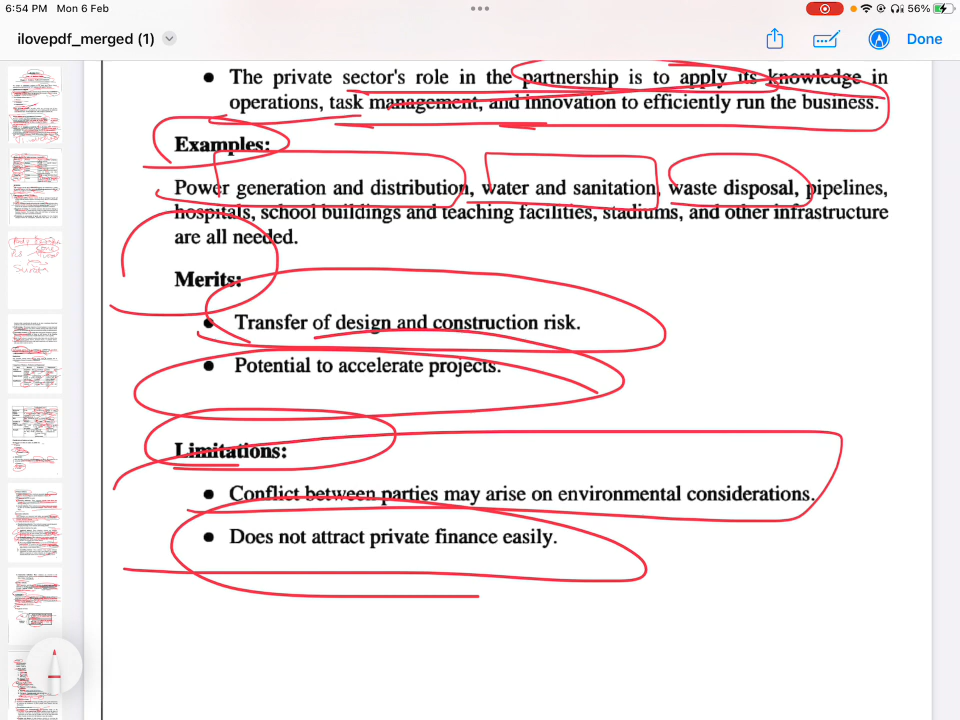 6:54 PM Mon 6 Feb
56%
ilovepdf_merged (1)
Done
The private sector's role in the partnership is to apply its knowledge in
operations, task management, and innovation to efficiently run the business.
Examples:
Power generation and distribution, water and sanitation, waste disposal, pipelines,
hospitals, school buildings and teaching facilities, stadiums, and other infrastructure
are all needed.
Merits:
Transfer of design and construction risk.
Potential to accelerate projects.
Limitations:
Conflict between parties may arise on environmental considerations.
Does not attract private finance easily.